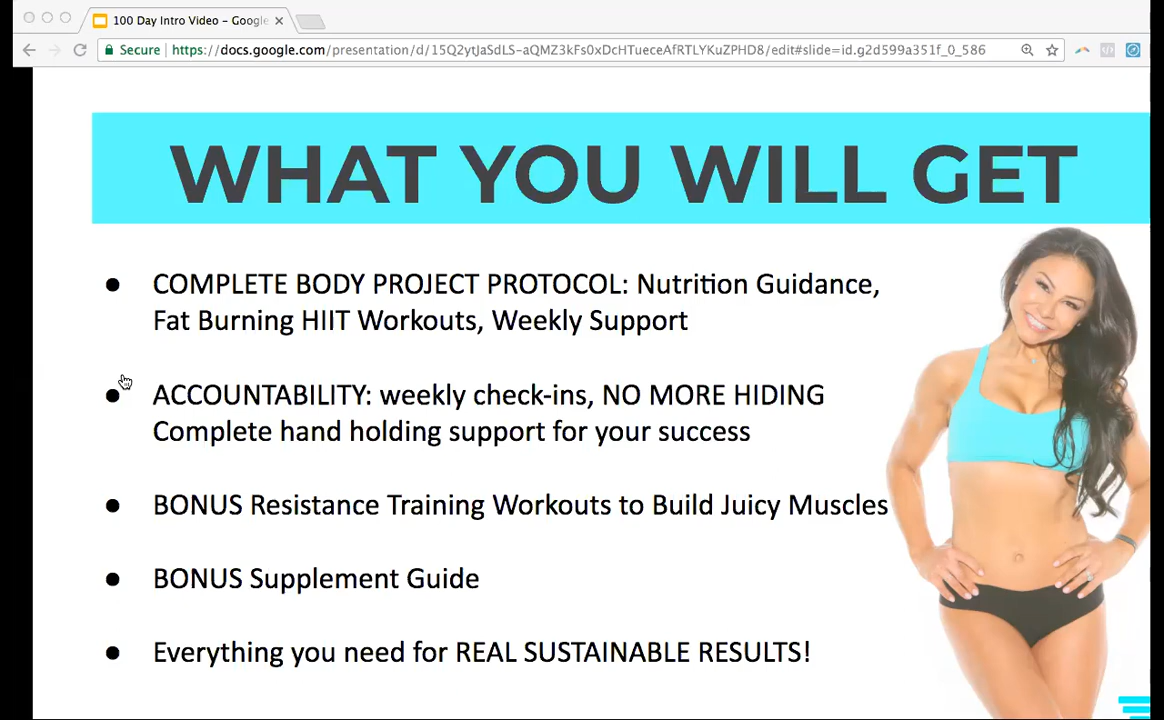 100 Day Intro Video – Google
Secure https://docs.google.com/presentation/d/15Q2ytJaSdLS-aQMZ3kFs0xDcHTueceAfRTLYKuZPHD8/edit#slide=id.g2d599a351f_0_586
WHAT YOU WILL GET
● COMPLETE BODY PROJECT PROTOCOL: Nutrition Guidance,
Fat Burning HIIT Workouts, Weekly Support
● ACCOUNTABILITY: weekly check-ins, NO MORE HIDING
Complete hand holding support for your success
● BONUS Resistance Training Workouts to Build Juicy Muscles
● BONUS Supplement Guide
● Everything you need for REAL SUSTAINABLE RESULTS!